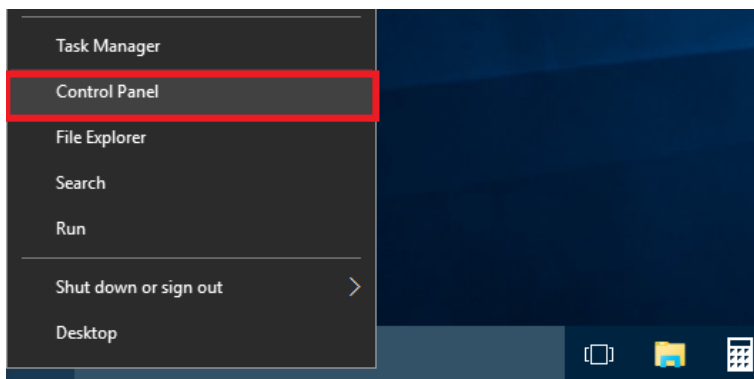 Task Manager
Control Panel
File Explorer
Search
Run
Shut down or sign out
Desktop